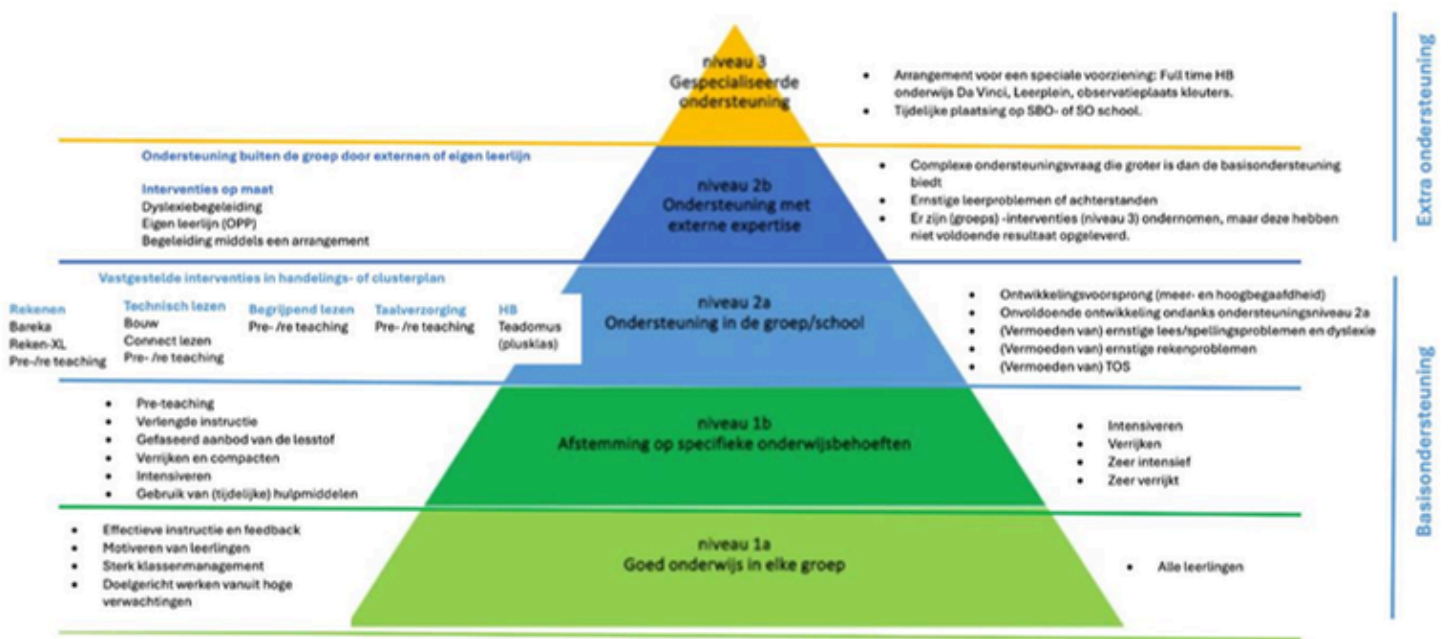 niveau 3
Gespecialiseerde
ondersteuning
• Arrangement voor een speciale voorziening: Full time HB
onderwijs Da Vinci, Leerplein, observatieplaats kleuters.
• Tijdelijke plaatsing op SBO- of SO school.
Extra ondersteuning
Ondersteuning buiten de groep door externen of eigen leerlijn
Interventies op maat
Dyslexiebegeleiding
Eigen leerlijn (OPP)
Begeleiding middels een arrangement
niveau 2b
Ondersteuning met
externe expertise
• Complexe ondersteuningsvraag die groter is dan de basisondersteuning
biedt
• Ernstige leerproblemen of achterstanden
• Er zijn (groeps) -interventies (niveau 3) ondernomen, maar deze hebben
niet voldoende resultaat opgeleverd.
Vastgestelde interventies in handelings- of clusterplan
Rekenen
Bareka
Reken-XL
Pre-/re teaching
Technisch lezen
Bouw
Connect lezen
Pre- /re teaching
Begrijpend lezen
Pre- /re teaching
Taalverzorging
Pre- /re teaching
HB
Teadomus
(plusklas)
niveau 2a
Ondersteuning in de groep/school
• Ontwikkelingsvoorsprong (meer- en hoogbegaafdheid)
• Onvoldoende ontwikkeling ondanks ondersteuningsniveau 2a
• (Vermoeden van) ernstige lees/spellingsproblemen en dyslexie
• (Vermoeden van) ernstige rekenproblemen
• (Vermoeden van) TOS
Basisondersteuning
• Pre-teaching
• Verlengde instructie
• Gefaseerd aanbod van de lesstof
• Verrijken en compacten
• Intensiveren
• Gebruik van (tijdelijke) hulpmiddelen
niveau 1b
Afstemming op specifieke onderwijsbehoeften
• Intensiveren
• Verrijken
• Zeer intensief
• Zeer verrijkt
• Effectieve instructie en feedback
• Motiveren van leerlingen
• Sterk klassenmanagement
• Doelgericht werken vanuit hoge
verwachtingen
niveau 1a
Goed onderwijs in elke groep
• Alle leerlingen